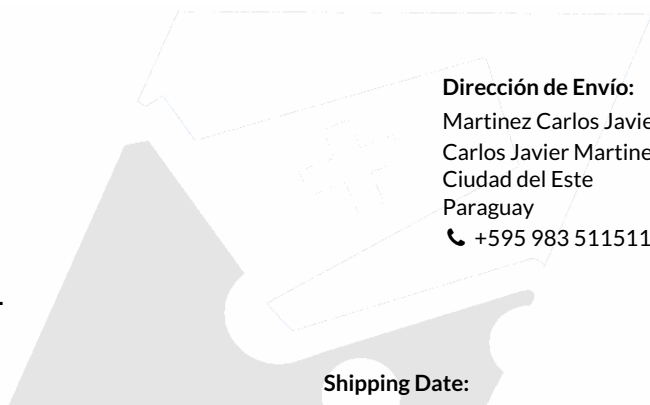 Dirección de Envío:
Martinez Carlos Javie
Carlos Javier Martine
Ciudad del Este
Paraguay
+595 983 511511
Shipping Date: